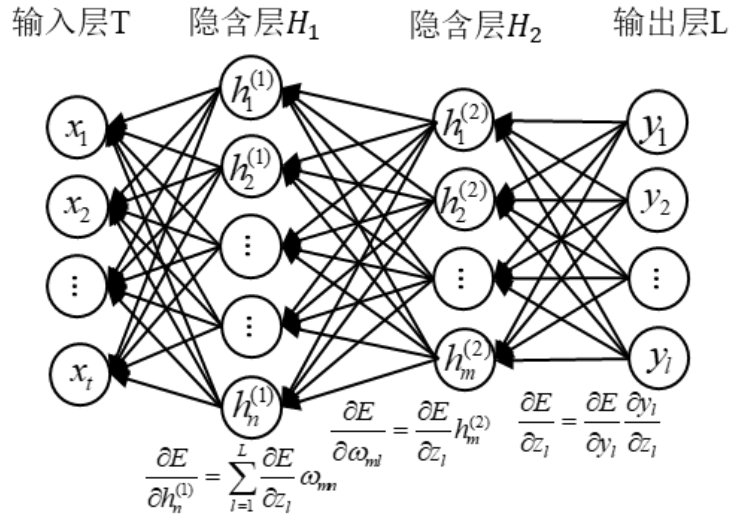 输入层T 隐含层H₁ 隐含层H₂ 输出层L
x₁ h₁⁽¹⁾ h₁⁽²⁾ y₁
x₂ h₂⁽¹⁾ h₂⁽²⁾ y₂
⋮ ⋮ ⋮ ⋮
xₜ ⋮ hₘ⁽²⁾ yₗ
hₙ⁽¹⁾
∂E/∂ωₘₗ = ∂E/∂zₗ hₘ⁽²⁾
∂E/∂zₗ = ∂E/∂yₗ ∂yₗ/∂zₗ
∂E/∂hₙ⁽¹⁾ = ∑_{l=1}^{L} ∂E/∂zₗ ωₘₙ